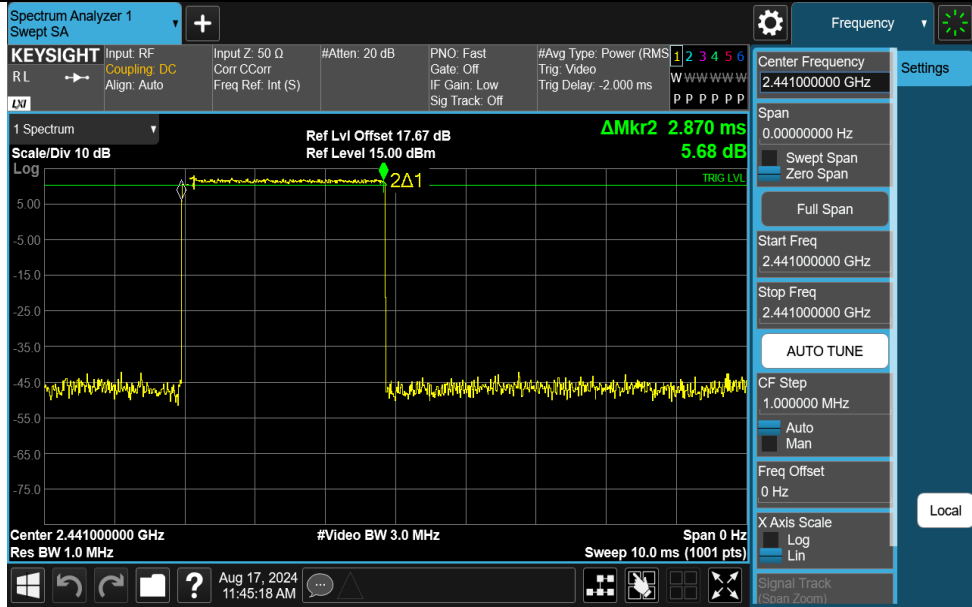 Spectrum Analyzer 1
Swept SA
+
Frequency
KEYSIGHT
R L
LXI
Input: RF
Coupling: DC
Align: Auto
Input Z: 50 Ω
Corr CCorr
Freq Ref: Int (S)
#Atten: 20 dB
PNO: Fast
Gate: Off
IF Gain: Low
Sig Track: Off
#Avg Type: Power (RMS
Trig: Video
Trig Delay: -2.000 ms
1 2 3 4 5 6
W W W W W W
P P P P P P
1 Spectrum
Scale/Div 10 dB
Log
Ref Lvl Offset 17.67 dB
Ref Level 15.00 dBm
ΔMkr2 2.870 ms
5.68 dB
TRIG LVL
2Δ1
5.00
-5.00
-15.0
-25.0
-35.0
-45.0
-55.0
-65.0
-75.0
Center 2.441000000 GHz
Res BW 1.0 MHz
#Video BW 3.0 MHz
Span 0 Hz
Sweep 10.0 ms (1001 pts)
Center Frequency
2.441000000 GHz
Settings
Span
0.00000000 Hz
Swept Span
Zero Span
Full Span
Start Freq
2.441000000 GHz
Stop Freq
2.441000000 GHz
AUTO TUNE
CF Step
1.000000 MHz
Auto
Man
Freq Offset
0 Hz
Local
X Axis Scale
Log
Lin
Signal Track
(Span Zoom)
?
Aug 17, 2024
11:45:18 AM